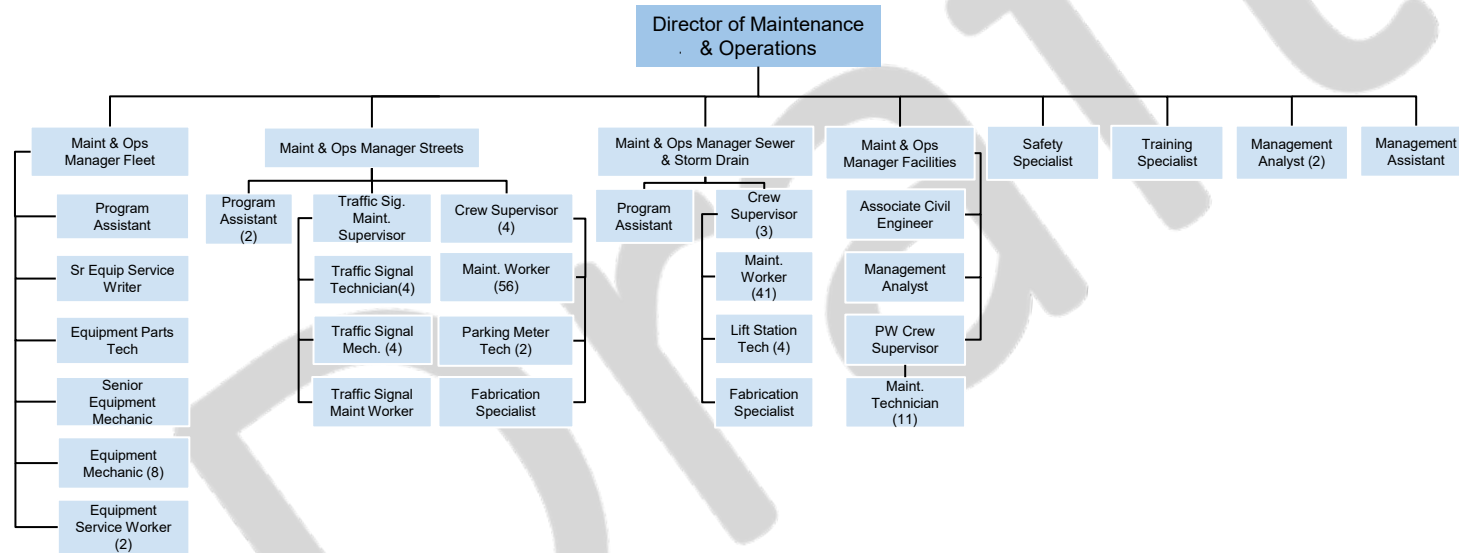 Director of Maintenance
& Operations
Maint & Ops
Manager Fleet
Maint & Ops Manager Streets
Maint & Ops Manager Sewer
& Storm Drain
Maint & Ops
Manager Facilities
Safety
Specialist
Training
Specialist
Management
Analyst (2)
Management
Assistant
Program
Assistant
Sr Equip Service
Writer
Equipment Parts
Tech
Senior
Equipment
Mechanic
Equipment
Mechanic (8)
Equipment
Service Worker
(2)
Program
Assistant
(2)
Traffic Sig.
Maint.
Supervisor
Traffic Signal
Technician(4)
Traffic Signal
Mech. (4)
Traffic Signal
Maint Worker
Crew Supervisor
(4)
Maint. Worker
(56)
Parking Meter
Tech (2)
Fabrication
Specialist
Program
Assistant
Crew
Supervisor
(3)
Maint.
Worker
(41)
Lift Station
Tech (4)
Fabrication
Specialist
Associate Civil
Engineer
Management
Analyst
PW Crew
Supervisor
Maint.
Technician
(11)
Draft